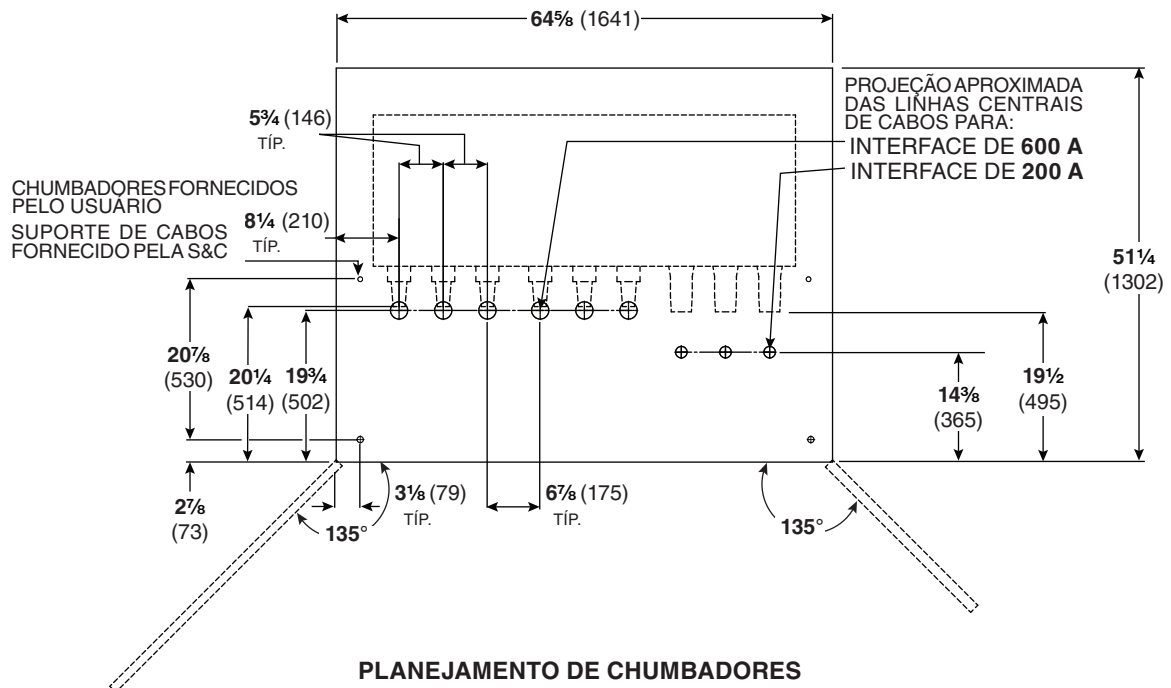 64⅝ (1641)
5¾ (146)
TÍP.
PROJEÇÃO APROXIMADA
DAS LINHAS CENTRAIS
DE CABOS PARA:
INTERFACE DE 600 A
INTERFACE DE 200 A
CHUMBADORES FORNECIDOS
PELO USUÁRIO
SUPORTE DE CABOS
FORNECIDO PELA S&C
8¼ (210)
TÍP.
51¼
(1302)
20⅞
(530)
20¼
(514)
19¾
(502)
14⅜
(365)
19½
(495)
2⅞
(73)
135°
3⅛ (79)
TÍP.
6⅞ (175)
TÍP.
135°
PLANEJAMENTO DE CHUMBADORES